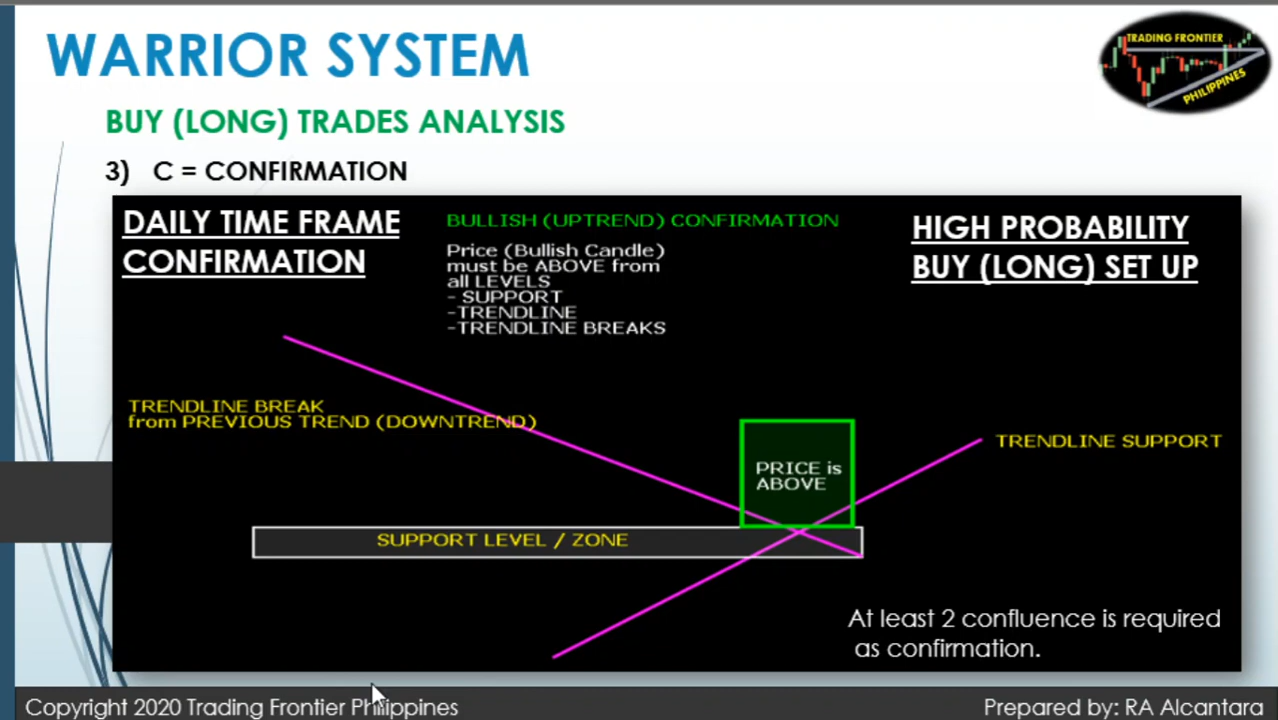 WARRIOR SYSTEM
TRADING FRONTIER
PHILIPPINES
BUY (LONG) TRADES ANALYSIS
3) C = CONFIRMATION
DAILY TIME FRAME
CONFIRMATION
BULLISH (UPTREND) CONFIRMATION
Price (Bullish Candle)
must be ABOVE from
all LEVELS
- SUPPORT
-TRENDLINE
-TRENDLINE BREAKS
HIGH PROBABILITY
BUY (LONG) SET UP
TRENDLINE BREAK
from PREVIOUS TREND (DOWNTREND)
PRICE is
ABOVE
TRENDLINE SUPPORT
SUPPORT LEVEL / ZONE
At least 2 confluence is required
as confirmation.
Copyright 2020 Trading Frontier Philippines
Prepared by: RA Alcantara